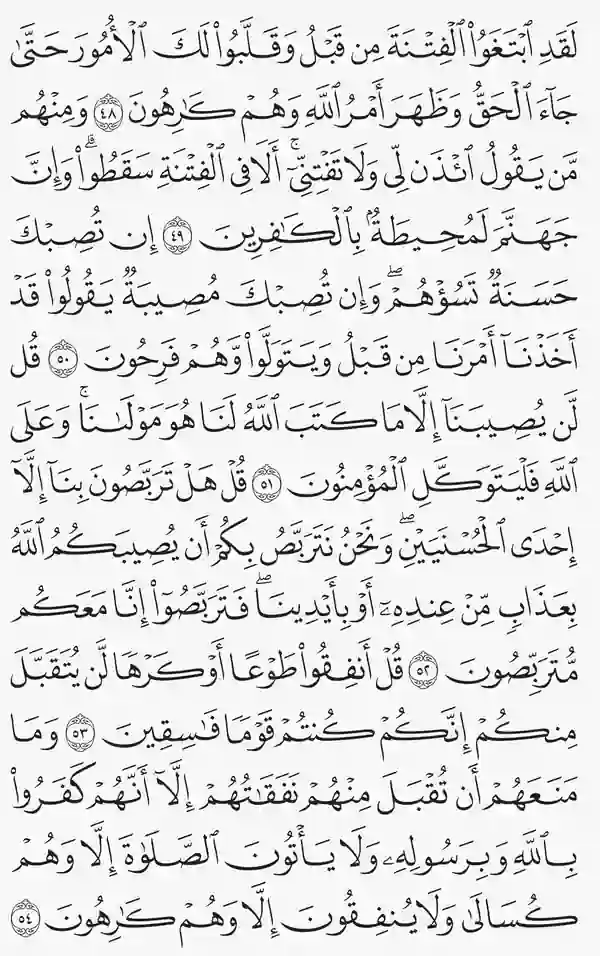 لَقَدِ ٱبْتَغَوُا۟ ٱلْفِتْنَةَ مِن قَبْلُ وَقَلَّبُوا۟ لَكَ ٱلْأُمُورَ حَتَّىٰ
جَآءَ ٱلْحَقُّ وَظَهَرَ أَمْرُ ٱللَّهِ وَهُمْ كَـٰرِهُونَ ٤٨ وَمِنْهُم
مَّن يَقُولُ ٱئْذَن لِّى وَلَا تَفْتِنِّىٓ ۚ أَلَا فِى ٱلْفِتْنَةِ سَقَطُوا۟ ۗ وَإِنَّ
جَهَنَّمَ لَمُحِيطَةٌۢ بِٱلْكَـٰفِرِينَ ٤٩ إِن تُصِبْكَ
حَسَنَةٌ تَسُؤْهُمْ ۖ وَإِن تُصِبْكَ مُصِيبَةٌ يَقُولُوا۟ قَدْ
أَخَذْنَآ أَمْرَنَا مِن قَبْلُ وَيَتَوَلَّوا۟ وَّهُمْ فَرِحُونَ ٥٠ قُل
لَّن يُصِيبَنَآ إِلَّا مَا كَتَبَ ٱللَّهُ لَنَا هُوَ مَوْلَىٰنَا ۚ وَعَلَى
ٱللَّهِ فَلْيَتَوَكَّلِ ٱلْمُؤْمِنُونَ ٥١ قُلْ هَلْ تَرَبَّصُونَ بِنَآ إِلَّآ
إِحْدَى ٱلْحُسْنَيَيْنِ ۖ وَنَحْنُ نَتَرَبَّصُ بِكُمْ أَن يُصِيبَكُمُ ٱللَّهُ
بِعَذَابٍ مِّنْ عِندِهِۦٓ أَوْ بِأَيْدِينَا ۖ فَتَرَبَّصُوٓا۟ إِنَّا مَعَكُم
مُّتَرَبِّصُونَ ٥٢ قُلْ أَنفِقُوا۟ طَوْعًا أَوْ كَرْهًا لَّن يُتَقَبَّلَ
مِنكُمْ إِنَّكُمْ كُنتُمْ قَوْمًا فَـٰسِقِينَ ٥٣ وَمَا
مَنَعَهُمْ أَن تُقْبَلَ مِنْهُمْ نَفَقَـٰتُهُمْ إِلَّآ أَنَّهُمْ كَفَرُوا۟
بِٱللَّهِ وَبِرَسُولِهِۦ وَلَا يَأْتُونَ ٱلصَّلَوٰةَ إِلَّا وَهُمْ
كُسَالَىٰ وَلَا يُنفِقُونَ إِلَّا وَهُمْ كَـٰرِهُونَ ٥٤